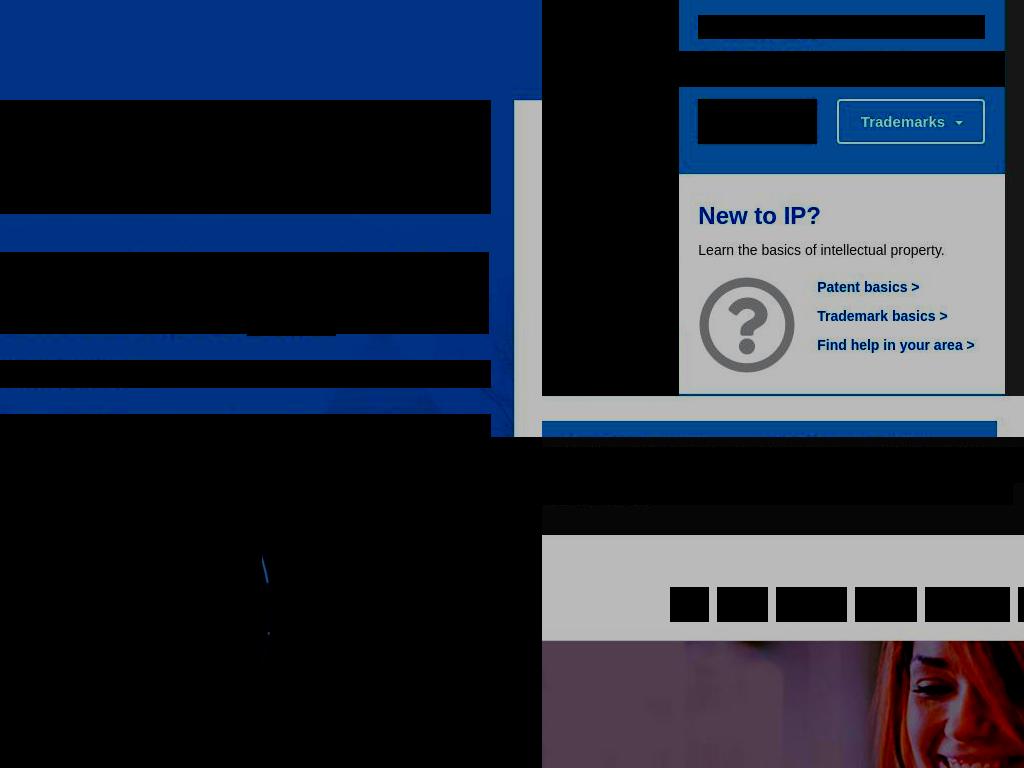 Trademarks
New to IP?
Learn the basics of intellectual property.
Patent basics >
Trademark basics >
Find help in your area >